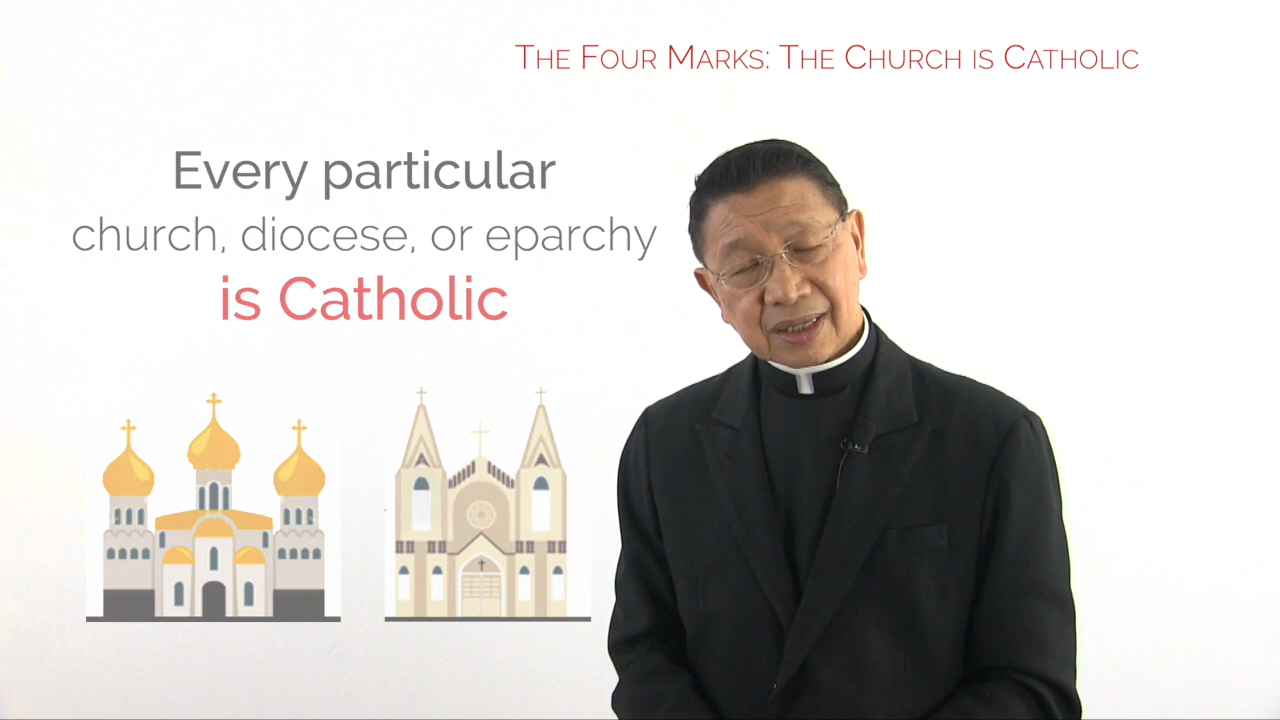 THE FOUR MARKS: THE CHURCH IS CATHOLIC
Every particular
church, diocese, or eparchy
is Catholic